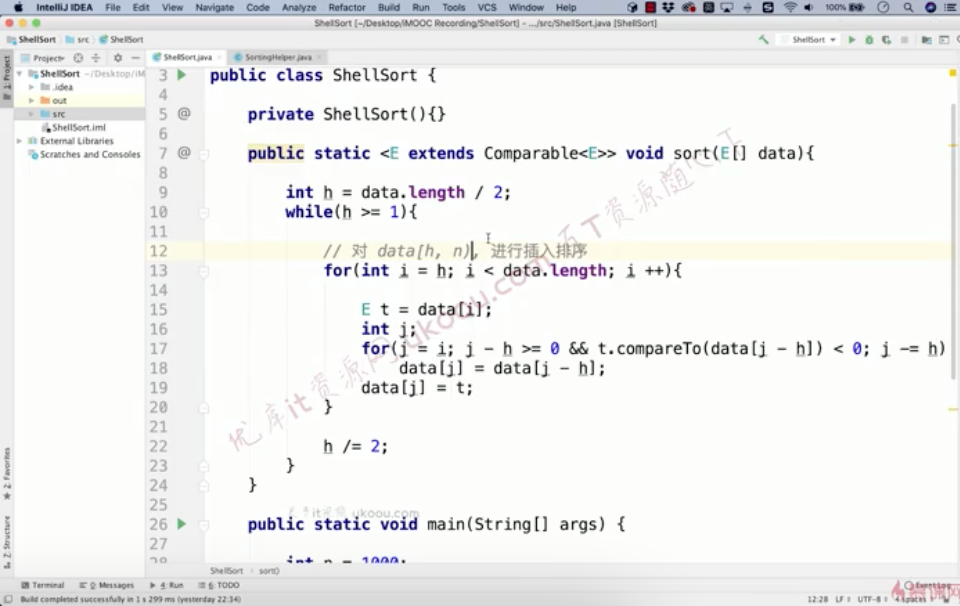 IntelliJ IDEA File Edit View Navigate Code Analyze Refactor Build Run Tools VCS Window Help 100%
ShellSort [~/Desktop/iMOOC Recording/ShellSort] - .../src/ShellSort.java [ShellSort]
ShellSort src ShellSort ShellSort
Project ShellSort.java SortingHelper.java
ShellSort ~/Desktop/iM
.idea
out
src
ShellSort.iml
External Libraries
Scratches and Consoles
1: Project
2: Favorites
7: Structure
3 public class ShellSort {
4
5 @ private ShellSort(){}
6
7 @ public static <E extends Comparable<E>> void sort(E[] data){
8
9 int h = data.length / 2;
10 while(h >= 1){
11
12 // 对 data[h, n), 进行插入排序
13 for(int i = h; i < data.length; i ++){
14
15 E t = data[i];
16 int j;
17 for(j = i; j - h >= 0 && t.compareTo(data[j - h]) < 0; j -= h)
18 data[j] = data[j - h];
19 data[j] = t;
20 }
21
22 h /= 2;
23 }
24 }
25
26 public static void main(String[] args) {
27
28 int n = 1000;
优库it资源网ukoou.com
it资源 ukoou.com
ShellSort › sort()
Terminal 0: Messages 4: Run 6: TODO Event Log
Build completed successfully in 1 s 299 ms (yesterday 22:34) 12:28 LF UTF-8 4 spaces